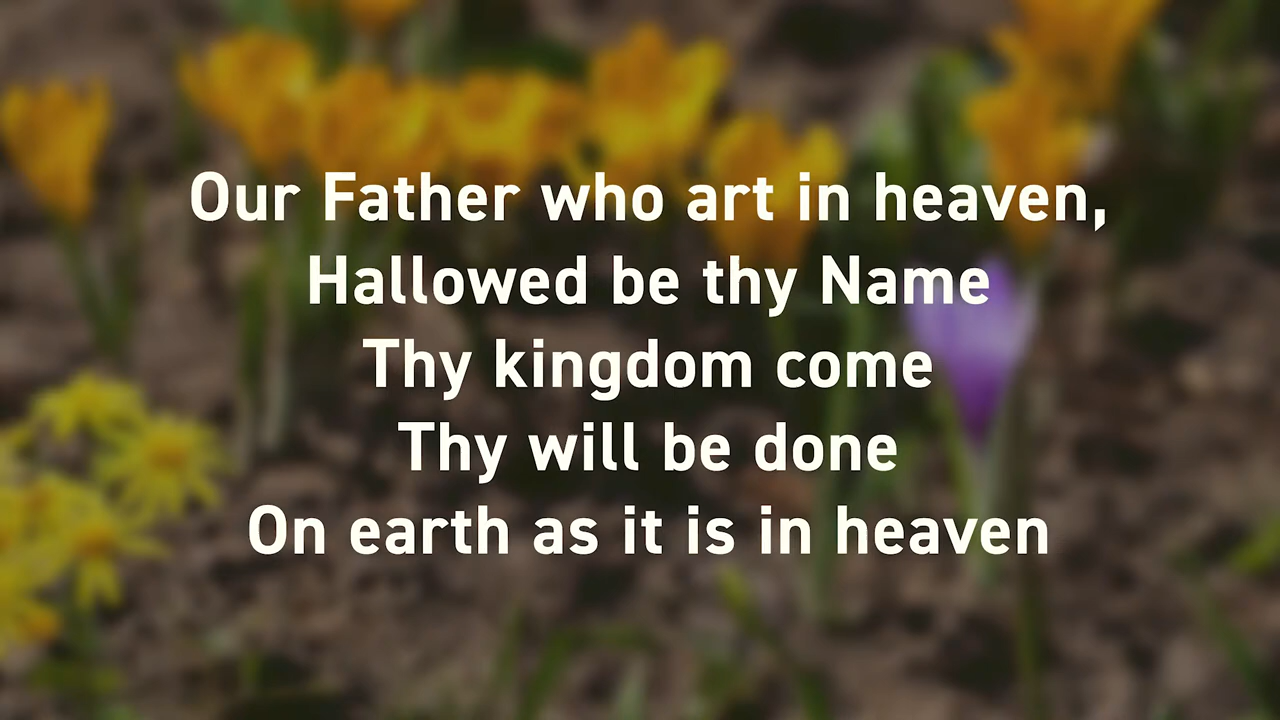 Our Father who art in heaven,
Hallowed be thy Name
Thy kingdom come
Thy will be done
On earth as it is in heaven